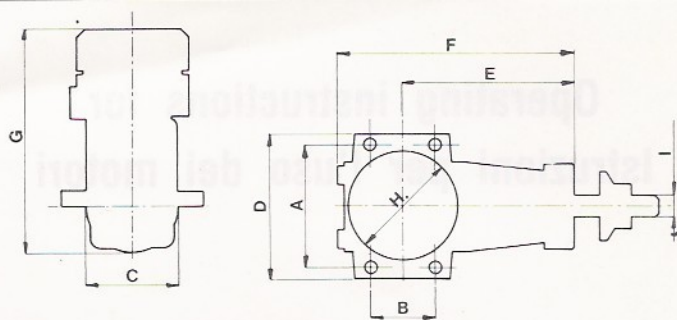 F
E
G
I
D
A
H.
C
B
Operating instructions for
Istruzioni per l'uso dei motori